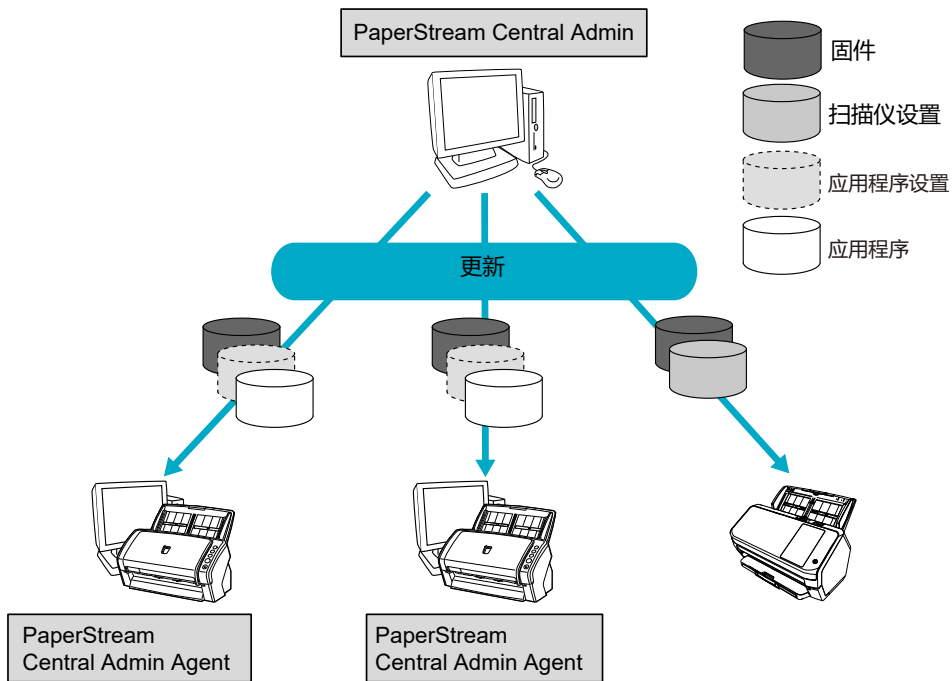 PaperStream Central Admin
固件
扫描仪设置
应用程序设置
应用程序
更新
PaperStream
Central Admin Agent
PaperStream
Central Admin Agent